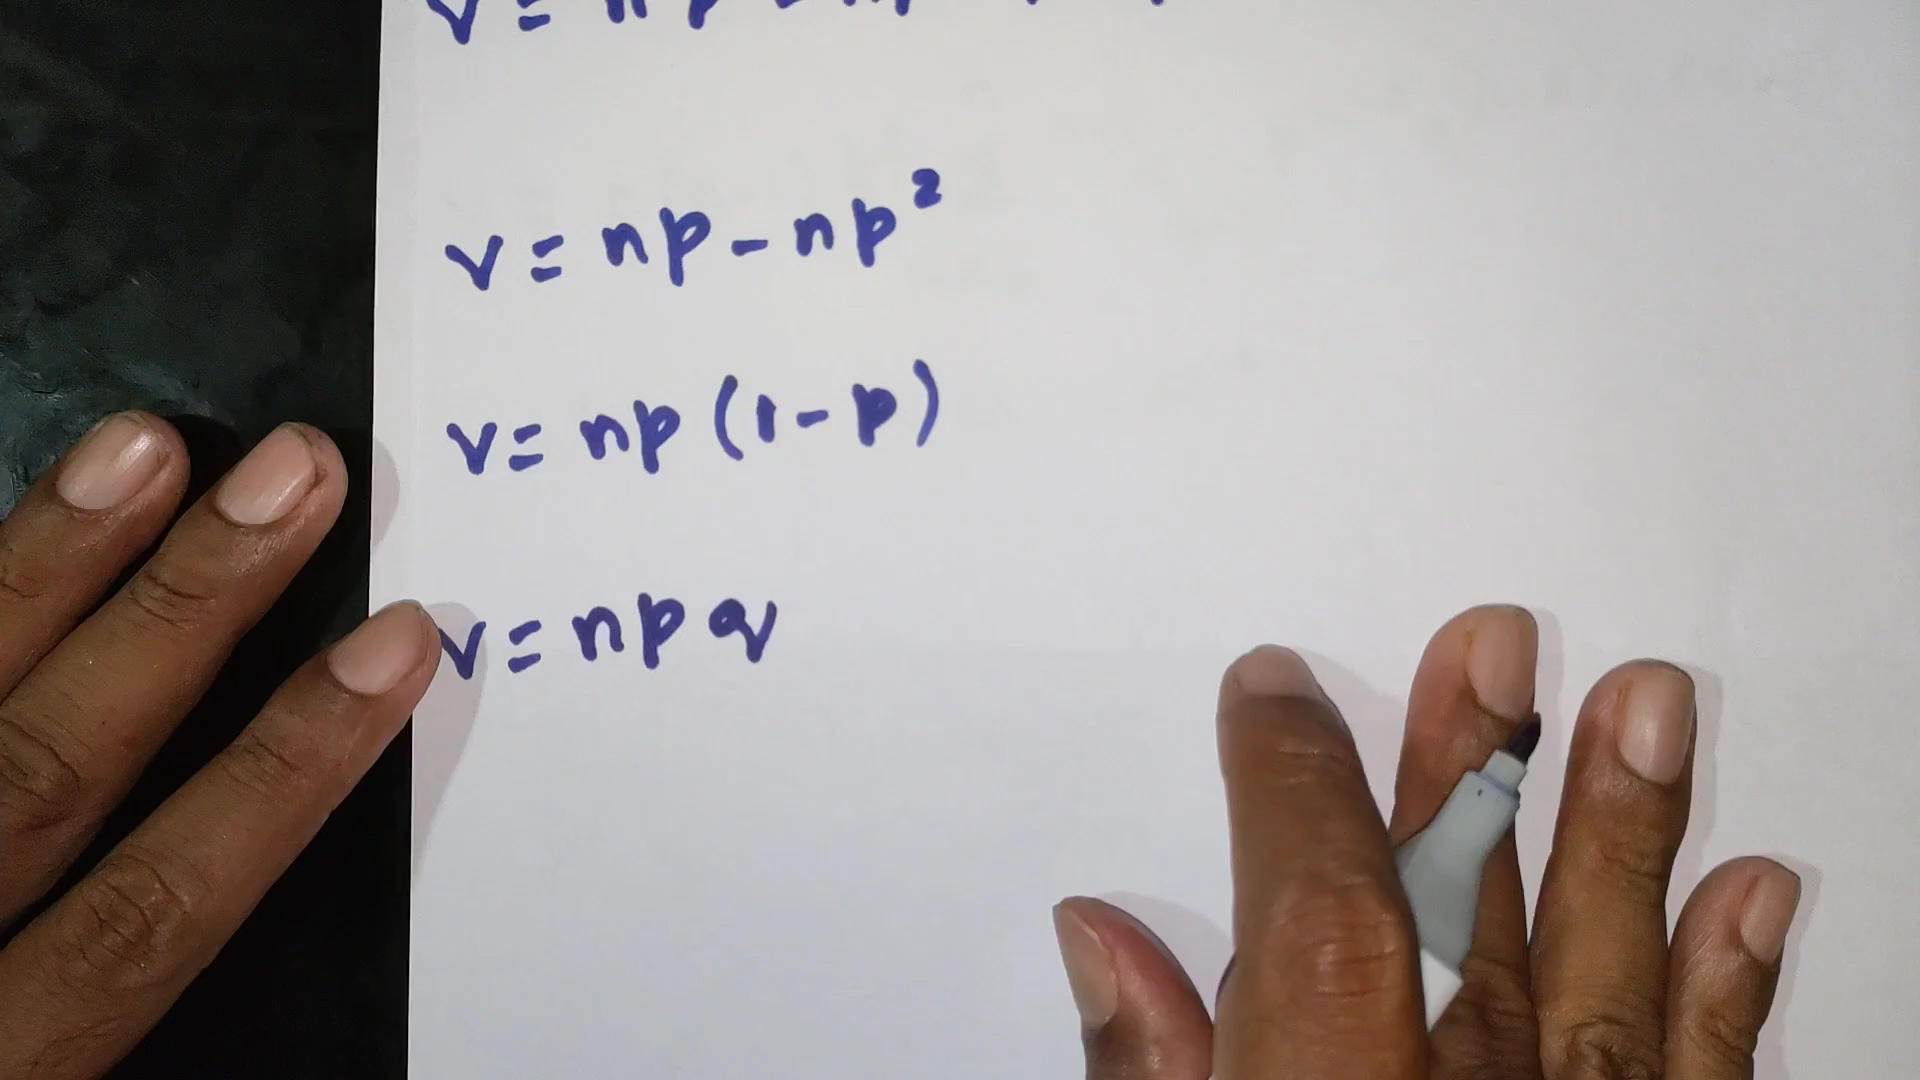 v = np - np²
v = np (1 - p)
v = npq